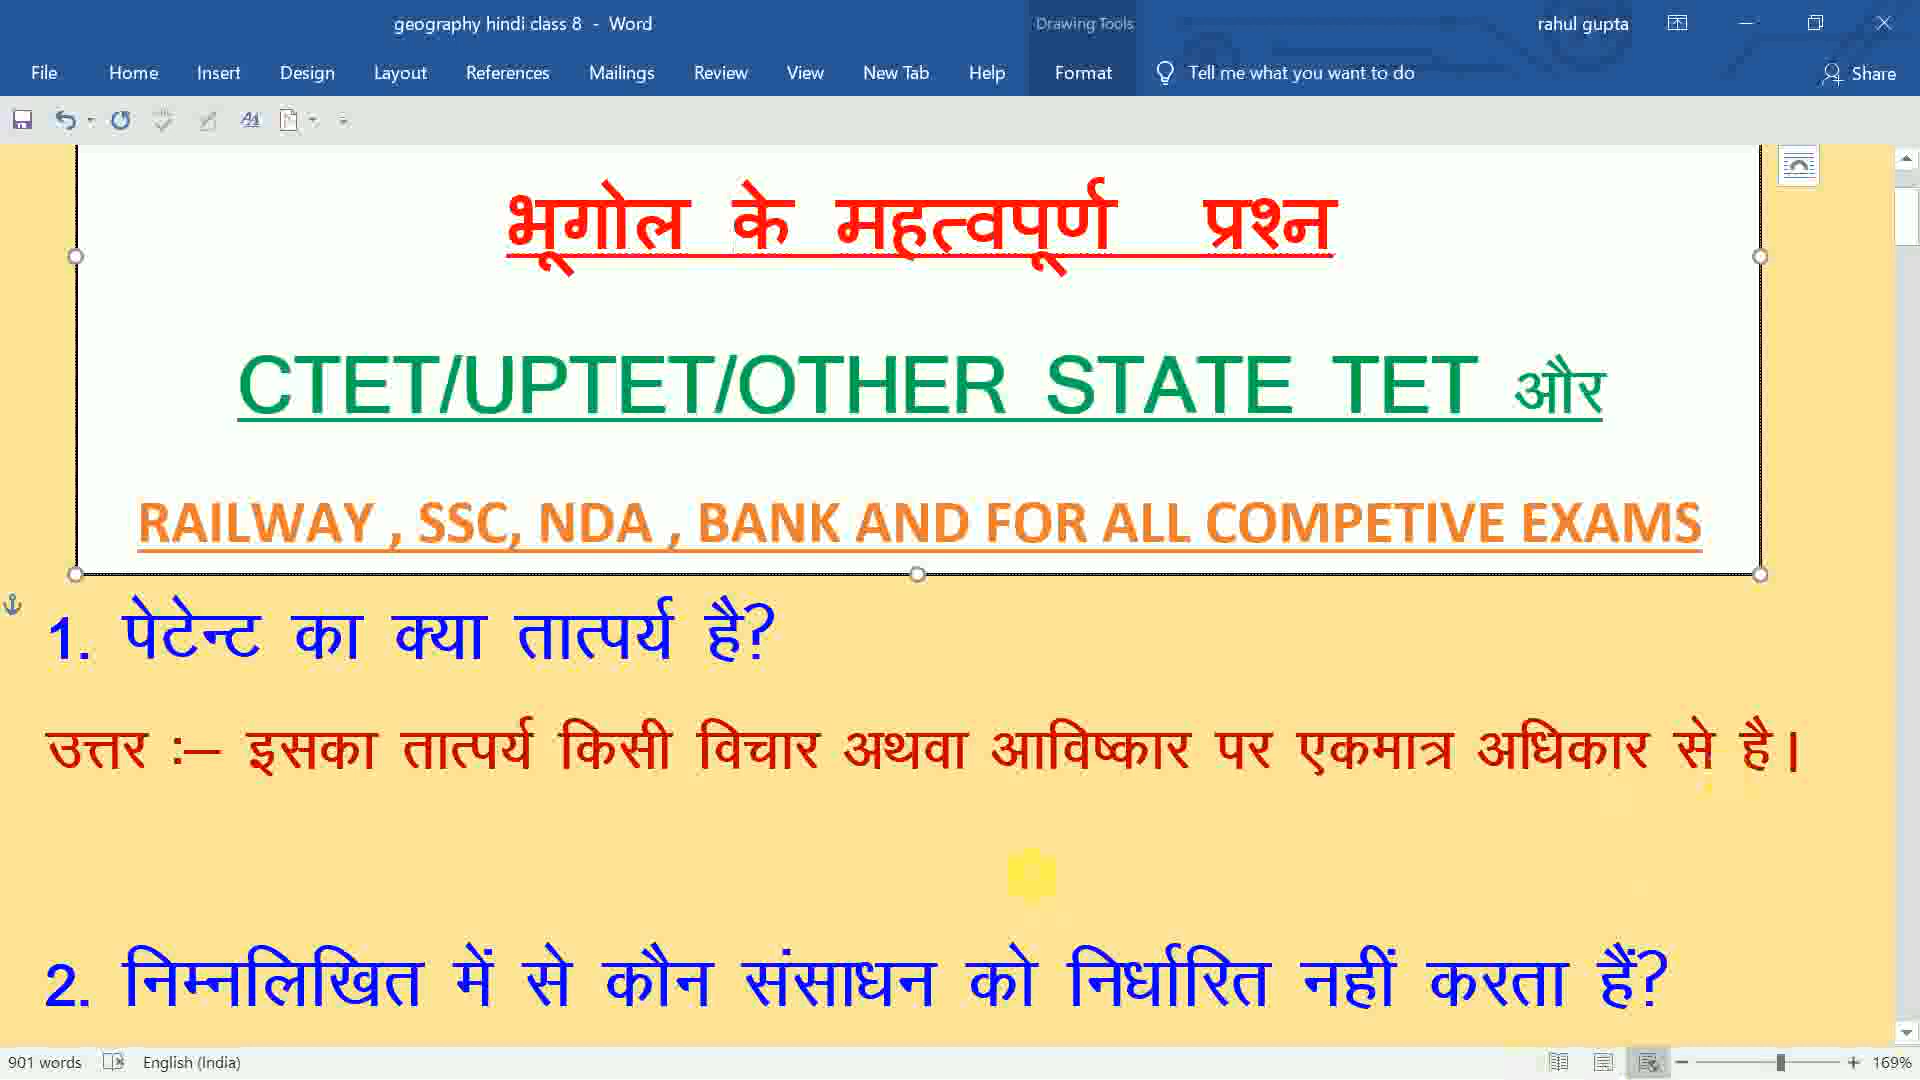 geography hindi class 8 - Word
Drawing Tools
rahul gupta
File Home Insert Design Layout References Mailings Review View New Tab Help Format Tell me what you want to do Share
भूगोल के महत्वपूर्ण प्रश्न
CTET/UPTET/OTHER STATE TET और
RAILWAY , SSC, NDA , BANK AND FOR ALL COMPETIVE EXAMS
1. पेटेन्ट का क्या तात्पर्य है?
उत्तर :– इसका तात्पर्य किसी विचार अथवा आविष्कार पर एकमात्र अधिकार से है।
2. निम्नलिखित में से कौन संसाधन को निर्धारित नहीं करता हैं?
901 words English (India) 169%